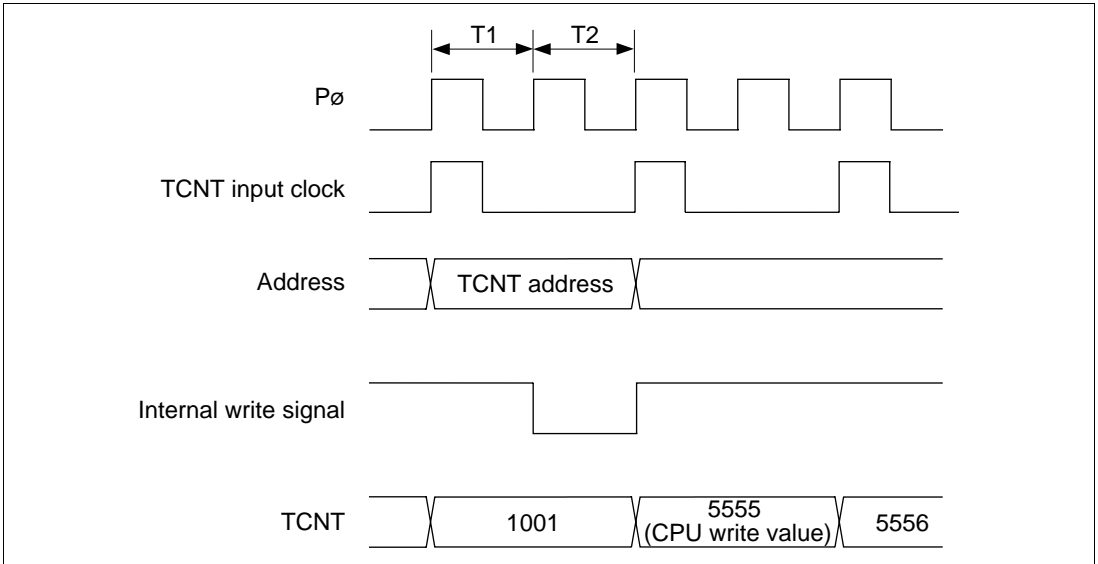 T1 T2
Pø
TCNT input clock
Address TCNT address
Internal write signal
TCNT 1001 5555 5556
(CPU write value)